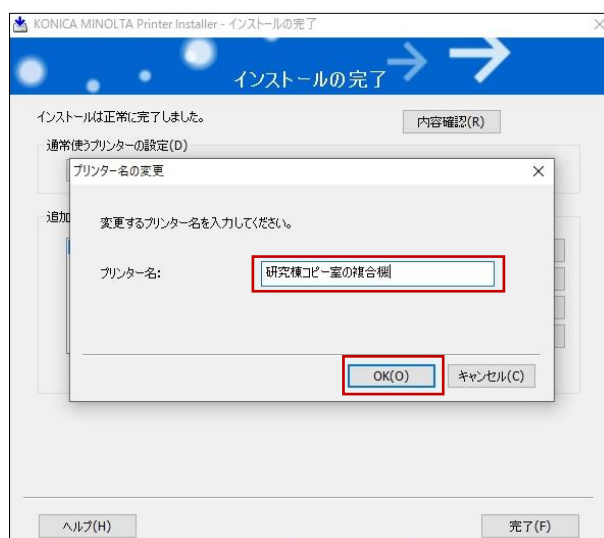 KONICA MINOLTA Printer Installer - インストールの完了
インストールの完了
インストールは正常に完了しました。
内容確認(R)
通常使うプリンターの設定(D)
プリンター名の変更
追加
変更するプリンター名を入力してください。
プリンター名:
研究棟コピー室の複合機
OK(O)
キャンセル(C)
ヘルプ(H)
完了(F)